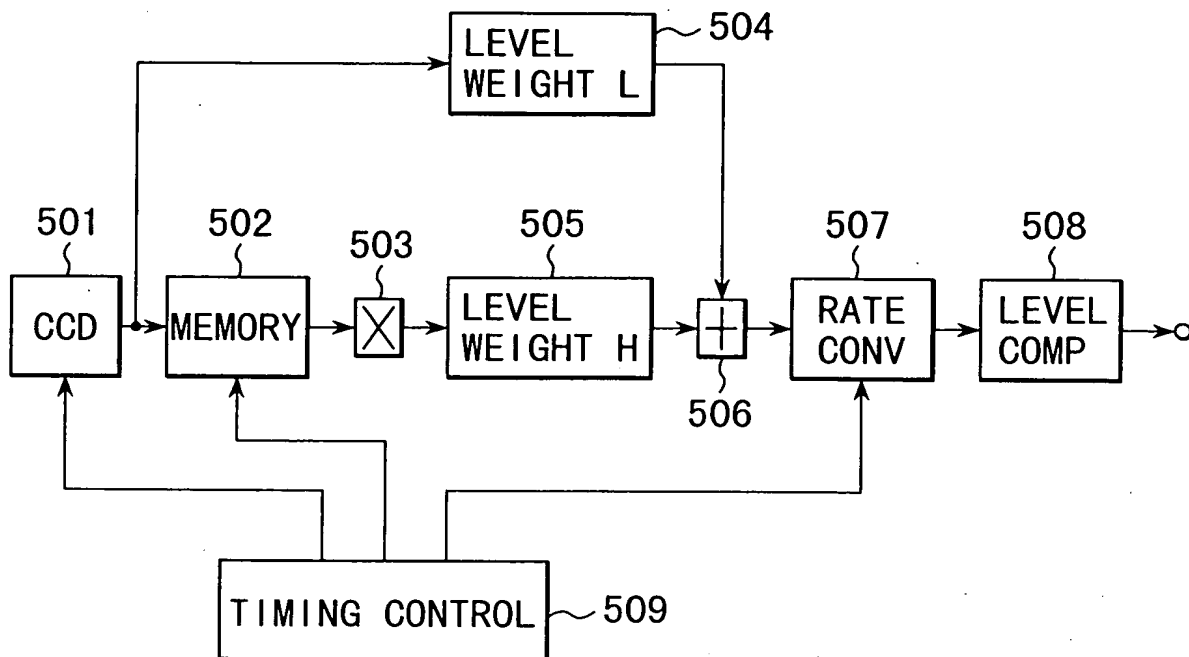 504
LEVEL
WEIGHT L
501
502
503
505
507
508
CCD
MEMORY
LEVEL
WEIGHT H
RATE
CONV
LEVEL
COMP
506
TIMING CONTROL
509